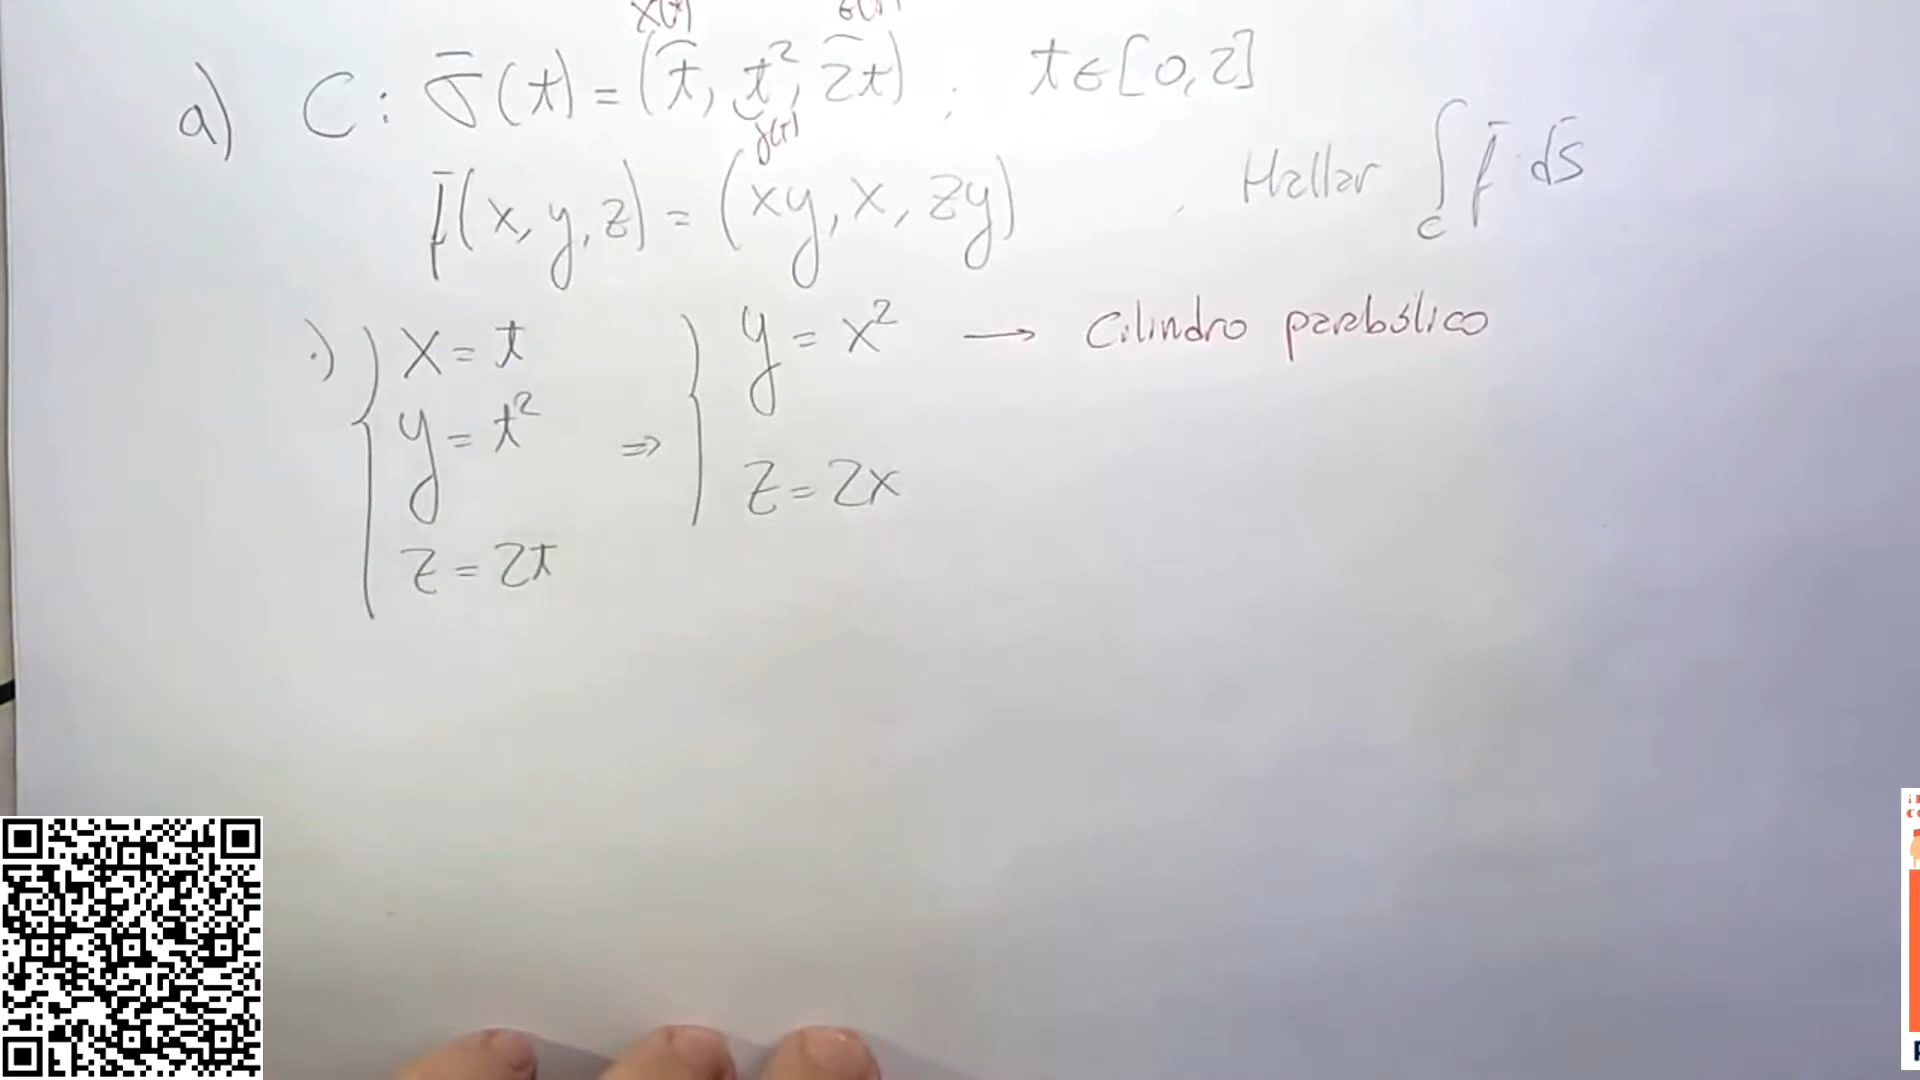 x(t) z(t)
a) C: σ̄(t) = (t, t², 2t) ; t∈[0,2]
y(t)
f̄(x,y,z) = (xy, x, zy) . Hallar ∫_C f̄·ds̄
·) { x = t ⇒ { y = x² → Cilindro parabólico
y = t²
z = 2x
z = 2t